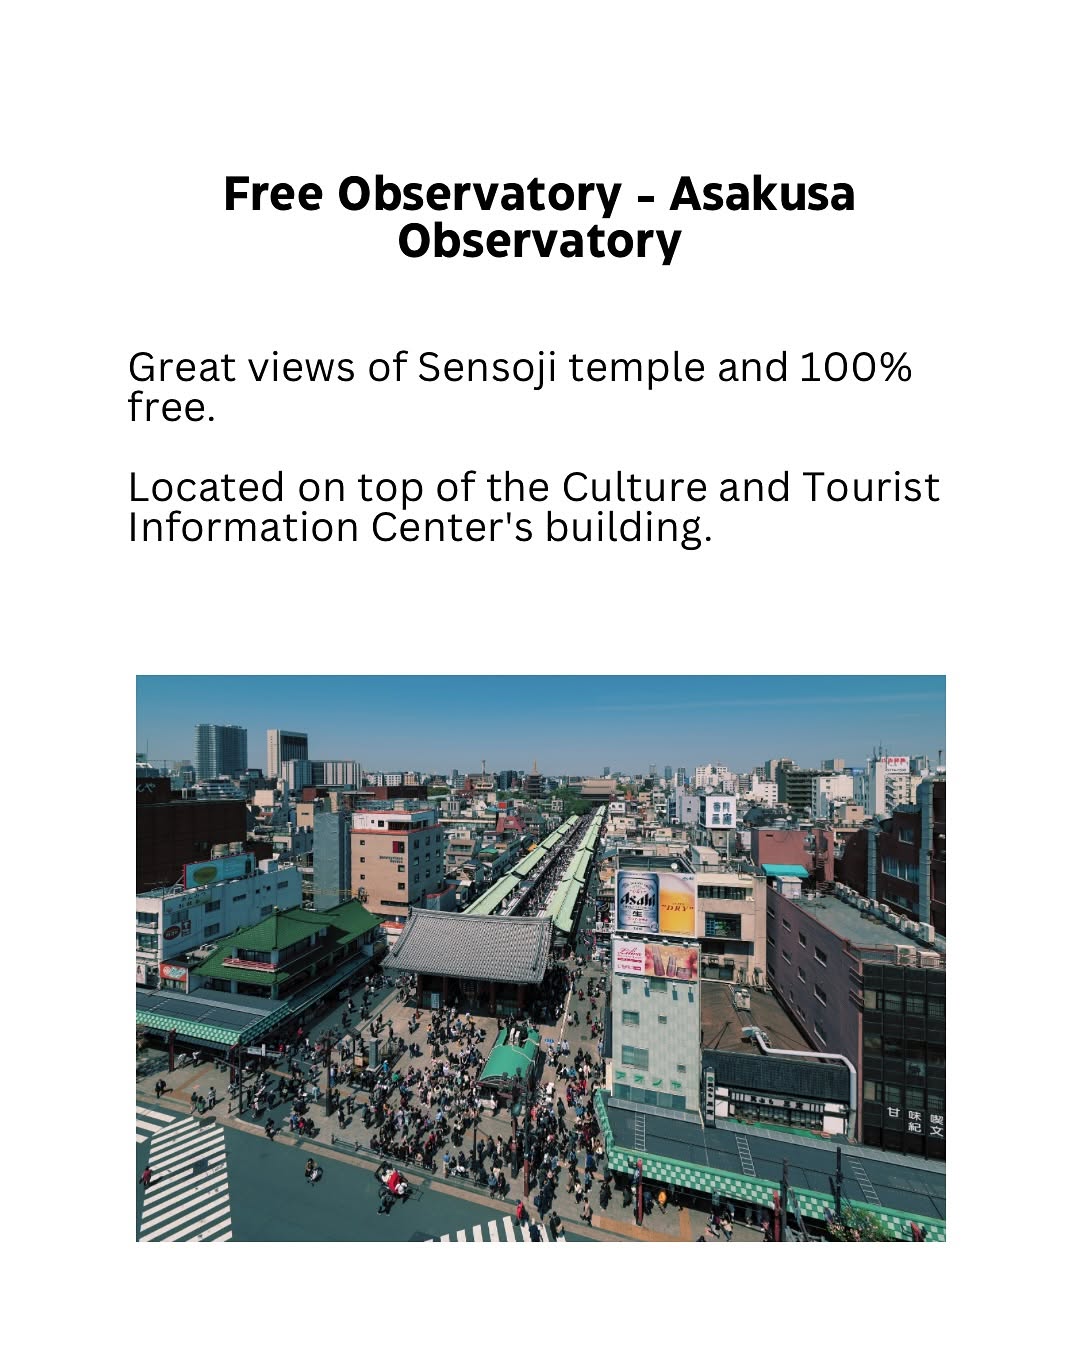 Free Observatory - Asakusa
Observatory
Great views of Sensoji temple and 100%
free.
Located on top of the Culture and Tourist
Information Center's building.
Asahi
生
"DRY"
甘味 喫
紀文